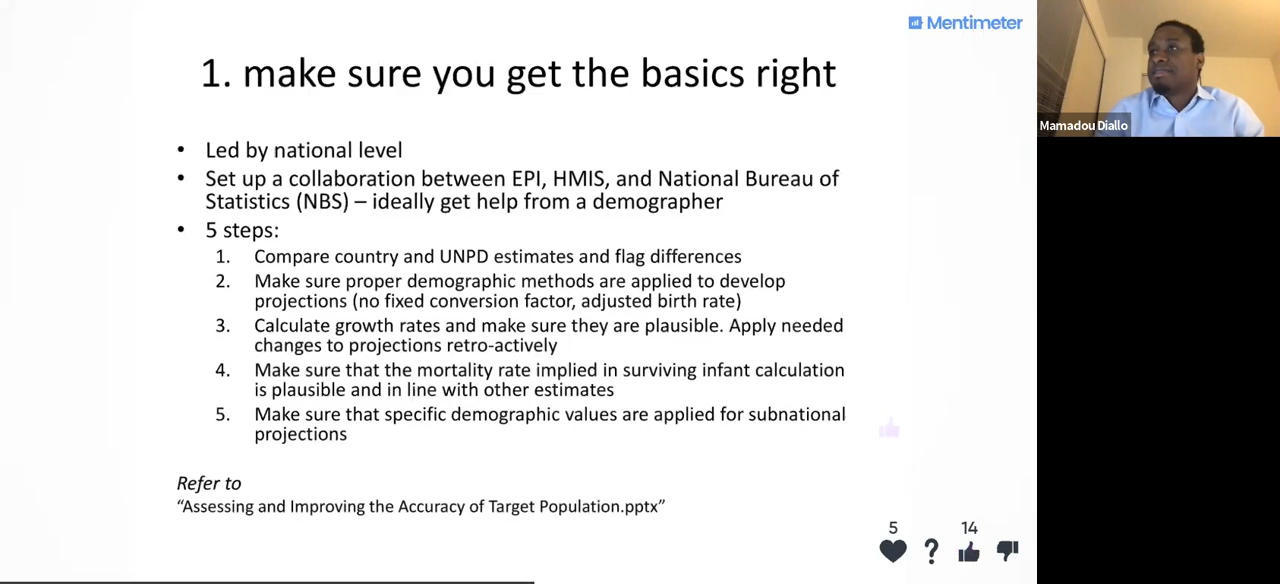 Mentimeter
1. make sure you get the basics right
Mamadou Diallo
• Led by national level
• Set up a collaboration between EPI, HMIS, and National Bureau of
Statistics (NBS) – ideally get help from a demographer
• 5 steps:
1. Compare country and UNPD estimates and flag differences
2. Make sure proper demographic methods are applied to develop
projections (no fixed conversion factor, adjusted birth rate)
3. Calculate growth rates and make sure they are plausible. Apply needed
changes to projections retro-actively
4. Make sure that the mortality rate implied in surviving infant calculation
is plausible and in line with other estimates
5. Make sure that specific demographic values are applied for subnational
projections
Refer to
“Assessing and Improving the Accuracy of Target Population.pptx”
5 14